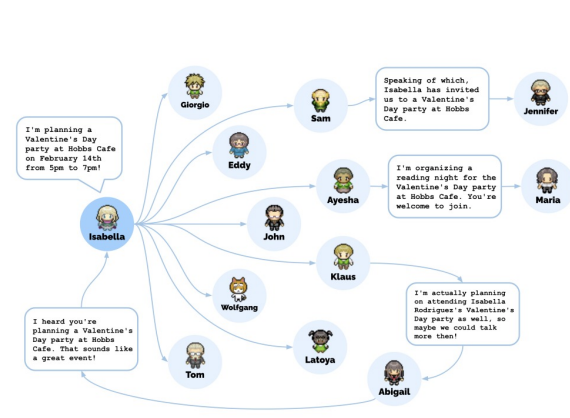 Giorgio
Sam
Speaking of which,
Isabella has invited
us to a Valentine's
Day party at Hobbs
Cafe.
Jennifer
I'm planning a
Valentine's Day
party at Hobbs Cafe
on February 14th
from 5pm to 7pm!
Isabella
Eddy
Ayesha
I'm organizing a
reading night for the
Valentine's Day party
at Hobbs Cafe. You're
welcome to join.
Maria
John
Klaus
I'm actually planning
on attending Isabella
Rodriguez's Valentine's
Day party as well, so
maybe we could talk
more then!
Wolfgang
I heard you're
planning a Valentine's
Day party at Hobbs
Cafe. That sounds like
a great event!
Tom
Latoya
Abigail